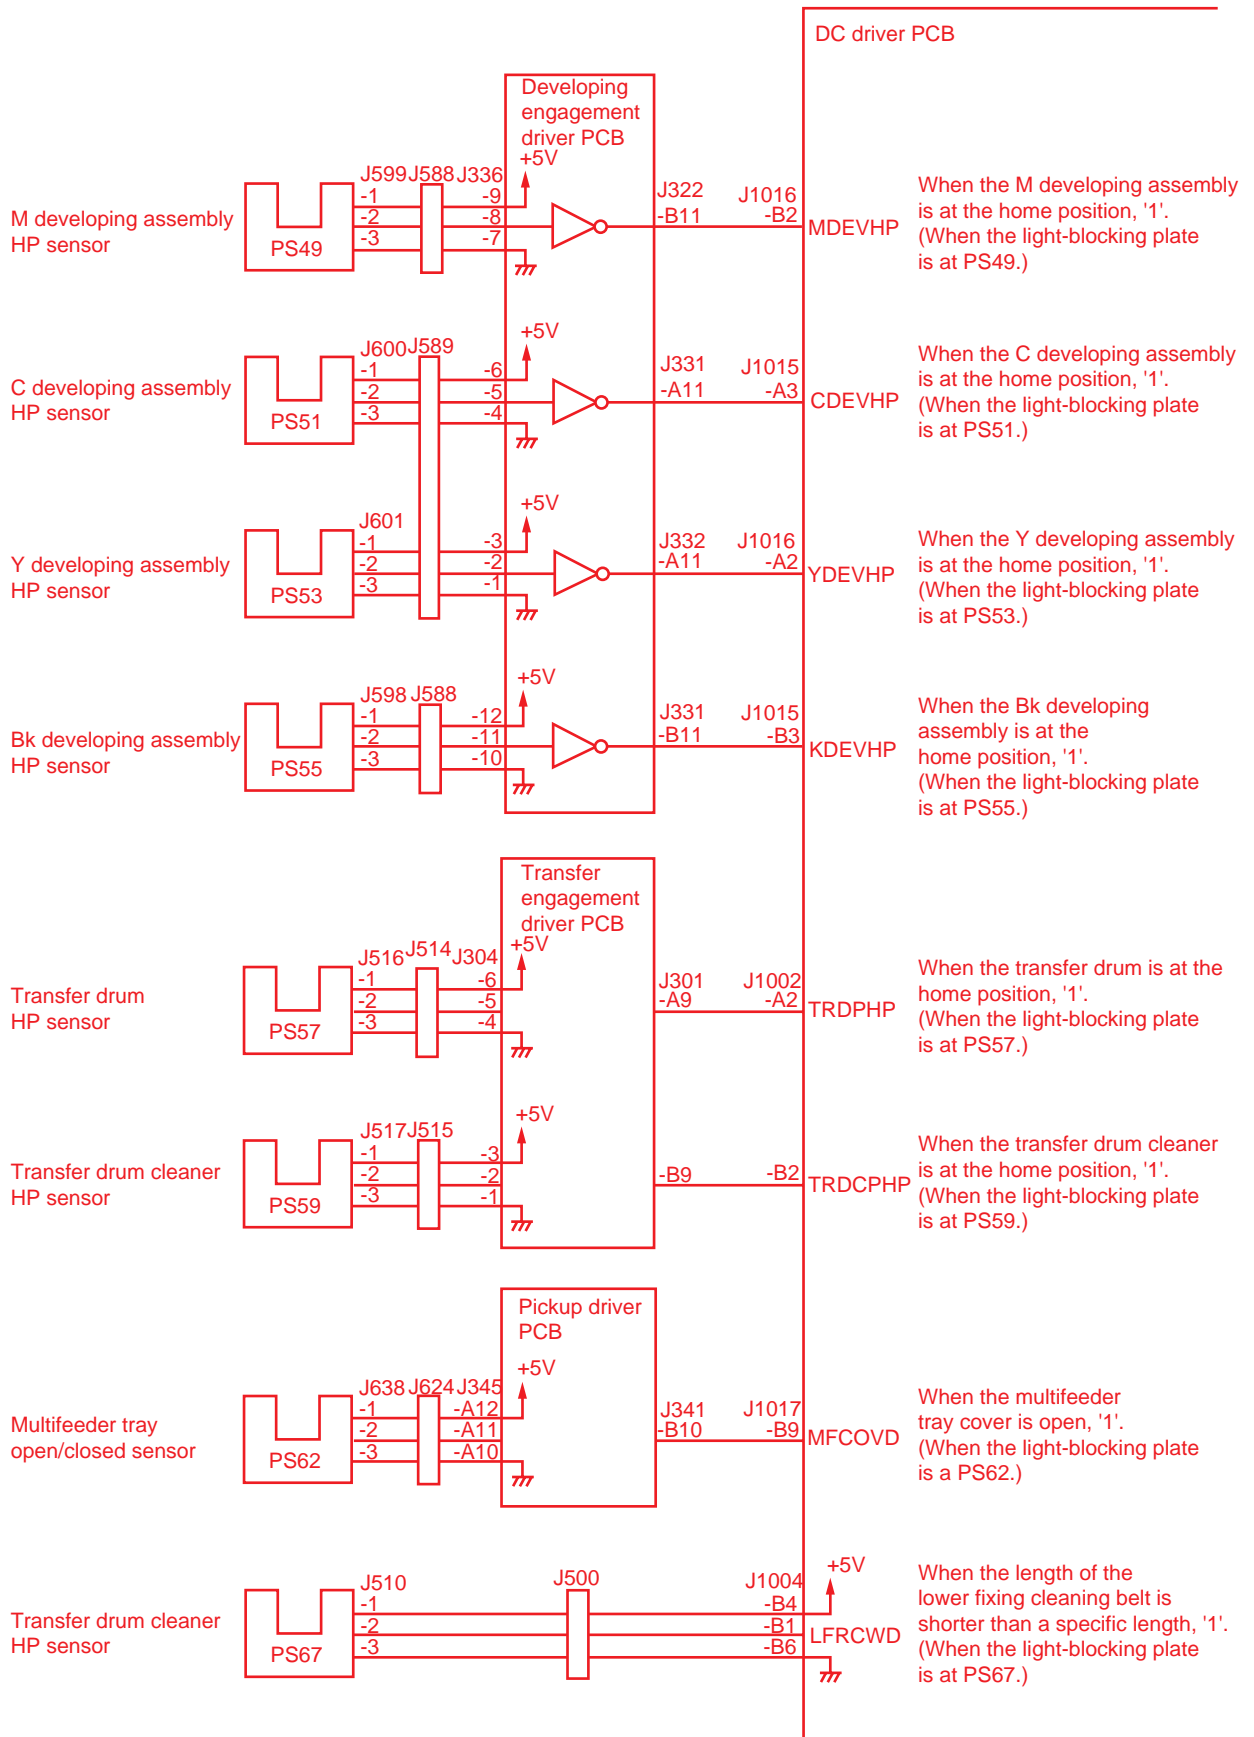 DC driver PCB
Developing
engagement
driver PCB
+5V
J599 J588 J336
-1 -9
-2 -8
-3 -7
M developing assembly
HP sensor
PS49
J322 J1016
-B11 -B2
MDEVHP
When the M developing assembly
is at the home position, '1'.
(When the light-blocking plate
is at PS49.)
+5V
J600 J589
-1 -6
-2 -5
-3 -4
C developing assembly
HP sensor
PS51
J331 J1015
-A11 -A3
CDEVHP
When the C developing assembly
is at the home position, '1'.
(When the light-blocking plate
is at PS51.)
+5V
J601
-1 -3
-2 -2
-3 -1
Y developing assembly
HP sensor
PS53
J332 J1016
-A11 -A2
YDEVHP
When the Y developing assembly
is at the home position, '1'.
(When the light-blocking plate
is at PS53.)
+5V
J598 J588
-1 -12
-2 -11
-3 -10
Bk developing assembly
HP sensor
PS55
J331 J1015
-B11 -B3
KDEVHP
When the Bk developing
assembly is at the
home position, '1'.
(When the light-blocking plate
is at PS55.)
Transfer
engagement
driver PCB
+5V
J516 J514 J304
-1 -6
-2 -5
-3 -4
Transfer drum
HP sensor
PS57
J301 J1002
-A9 -A2
TRDPHP
When the transfer drum is at the
home position, '1'.
(When the light-blocking plate
is at PS57.)
+5V
J517 J515
-1 -3
-2 -2
-3 -1
Transfer drum cleaner
HP sensor
PS59
-B9 -B2
TRDCPHP
When the transfer drum cleaner
is at the home position, '1'.
(When the light-blocking plate
is at PS59.)
Pickup driver
PCB
+5V
J638 J624 J345
-1 -A12
-2 -A11
-3 -A10
Multifeeder tray
open/closed sensor
PS62
J341 J1017
-B10 -B9
MFCOVD
When the multifeeder
tray cover is open, '1'.
(When the light-blocking plate
is a PS62.)
+5V
J510 J500 J1004
-1 -B4
-2 -B1
-3 -B6
Transfer drum cleaner
HP sensor
PS67
LFRCWD
When the length of the
lower fixing cleaning belt is
shorter than a specific length, '1'.
(When the light-blocking plate
is at PS67.)